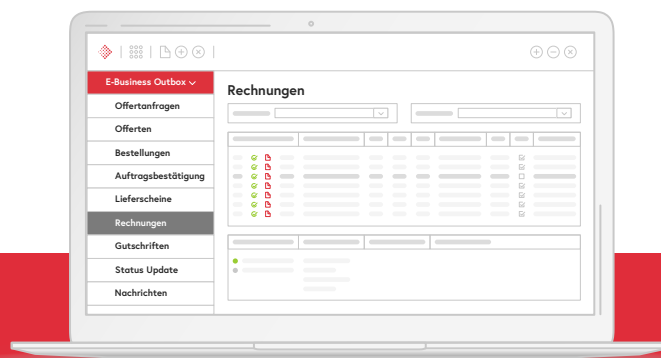 E-Business Outbox
Offertanfragen
Offerten
Bestellungen
Auftragsbestätigung
Lieferscheine
Rechnungen
Gutschriften
Status Update
Nachrichten
Rechnungen